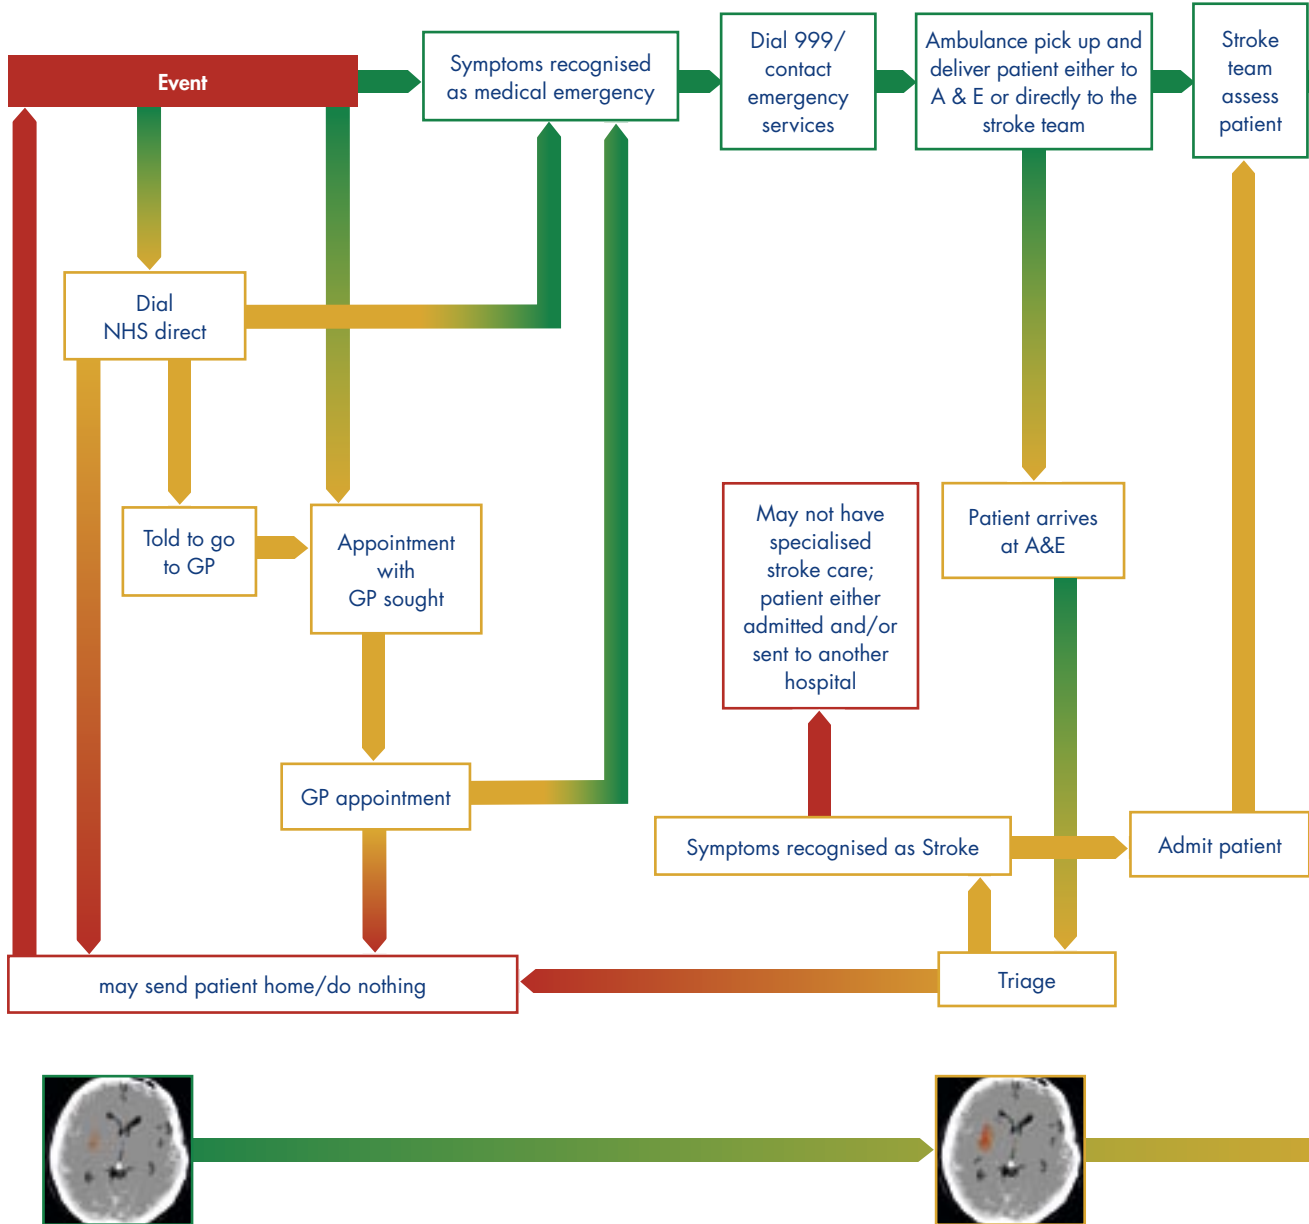 Event
Symptoms recognised
as medical emergency
Dial 999/
contact
emergency
services
Ambulance pick up and
deliver patient either to
A & E or directly to the
stroke team
Stroke
team
assess
patient
Dial
NHS direct
Told to go
to GP
Appointment
with
GP sought
May not have
specialised
stroke care;
patient either
admitted and/or
sent to another
hospital
Patient arrives
at A&E
GP appointment
Symptoms recognised as Stroke
Admit patient
may send patient home/do nothing
Triage